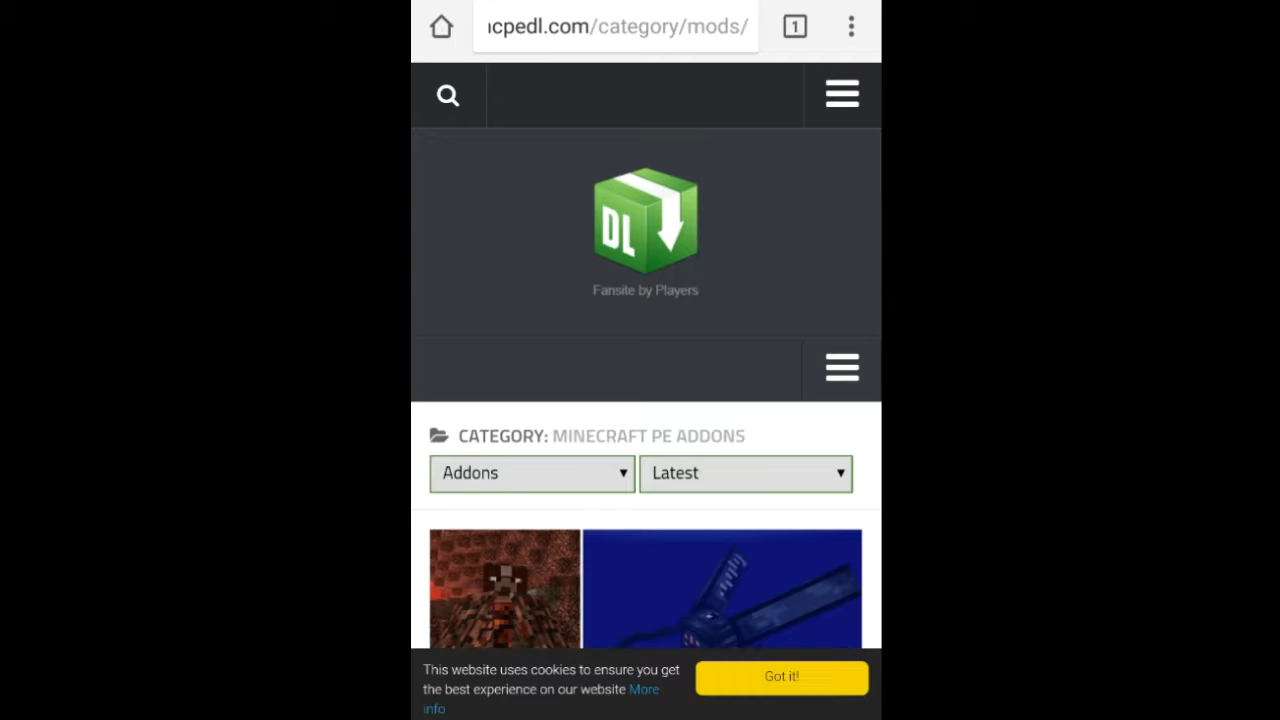 cpedl.com/category/mods/
1
DL
Fansite by Players
CATEGORY: MINECRAFT PE ADDONS
Addons
Latest
This website uses cookies to ensure you get
the best experience on our website More
info
Got it!